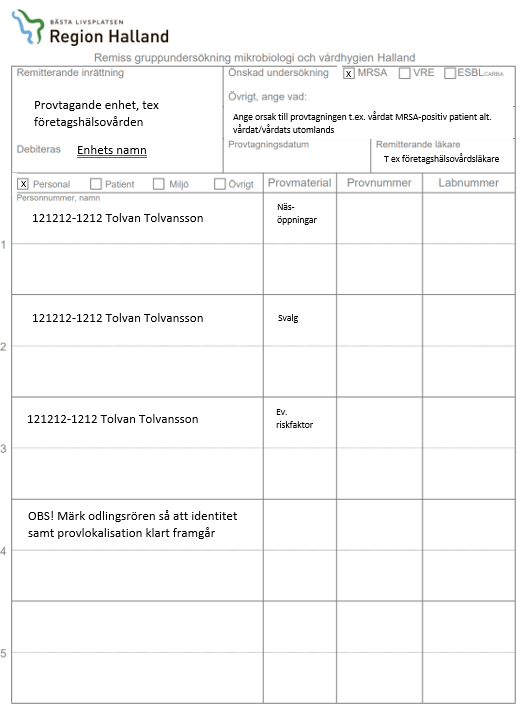 BÄSTA LIVSPLATSEN
Region Halland
Remiss gruppundersökning mikrobiologi och vårdhygien Halland
Remitterande inrättning
Provtagande enhet, tex
företagshälsovården
Debiteras Enhets namn
Önskad undersökning x MRSA VRE ESBL CARBA
Övrigt, ange vad:
Ange orsak till provtagningen t.ex. vårdat MRSA-positiv patient alt.
vårdat/vårdats utomlands
Provtagningsdatum
Remitterande läkare
T ex företagshälsovårdsläkare
x Personal Patient Miljö Övrigt Provmaterial Provnummer Labnummer
Personnummer, namn
121212-1212 Tolvan Tolvansson
Näs-
öppningar
1
121212-1212 Tolvan Tolvansson Svalg
2
121212-1212 Tolvan Tolvansson
Ev.
riskfaktor
3
OBS! Märk odlingsrören så att identitet
samt provlokalisation klart framgår
4
5